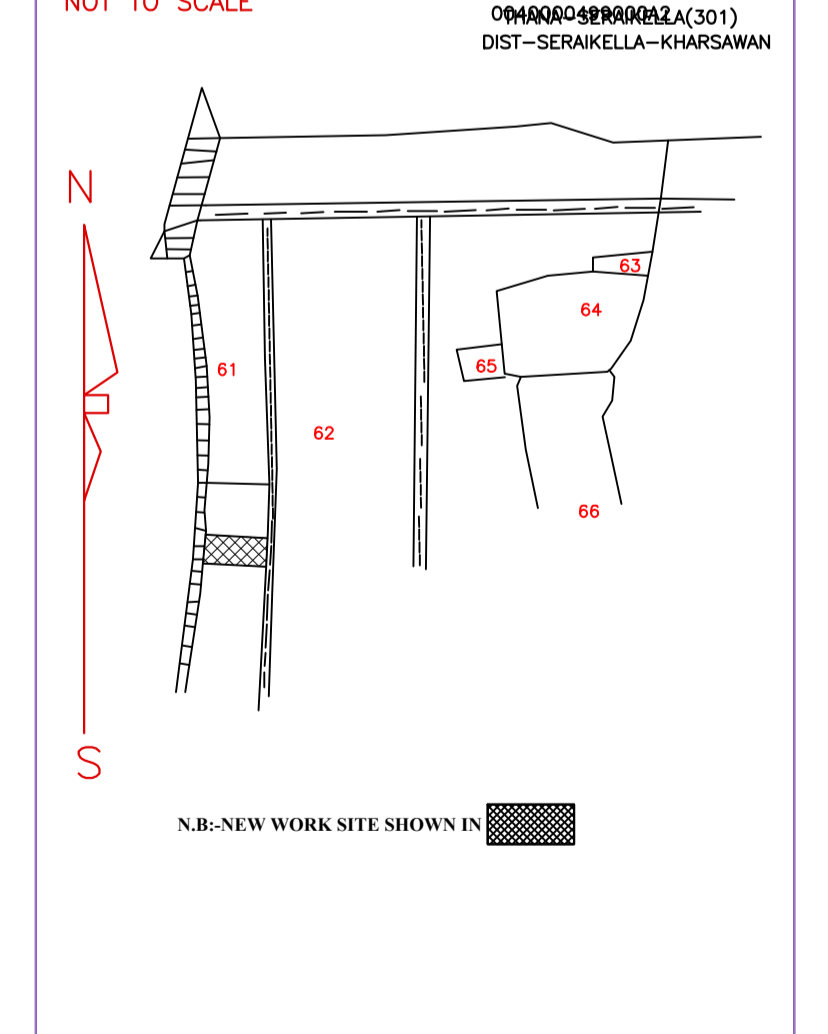 NOT TO SCALE
THANA-SERAIKELLA(301)
DIST-SERAIKELLA-KHARSAWAN
N
63
64
65
61
62
66
S
N.B:-NEW WORK SITE SHOWN IN